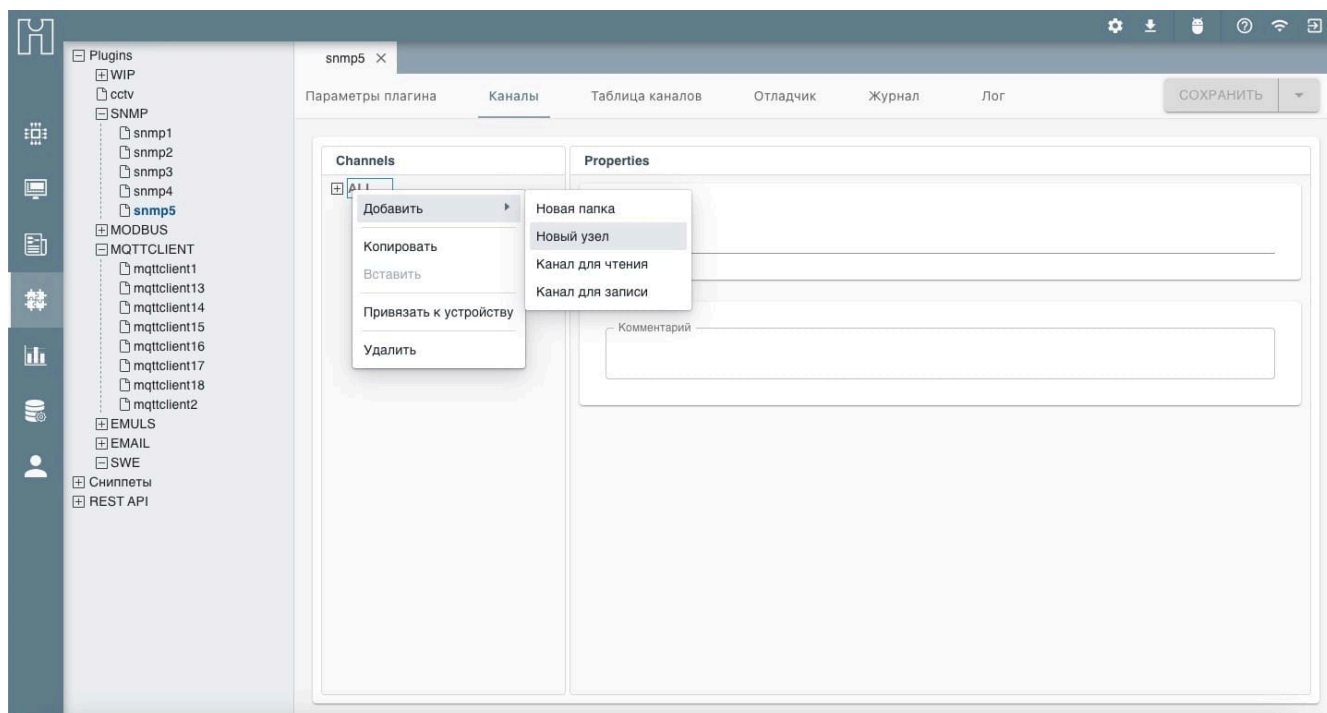 Plugins
WIP
cctv
SNMP
snmp1
snmp2
snmp3
snmp4
snmp5
MODBUS
MQTTCLIENT
mqttclient1
mqttclient13
mqttclient14
mqttclient15
mqttclient16
mqttclient17
mqttclient18
mqttclient2
EMULS
EMAIL
SWE
Сниппеты
REST API
snmp5
Параметры плагина Каналы Таблица каналов Отладчик Журнал Лог СОХРАНИТЬ
Channels
ALL
Добавить
Копировать
Вставить
Привязать к устройству
Удалить
Новая папка
Новый узел
Канал для чтения
Канал для записи
Properties
Комментарий